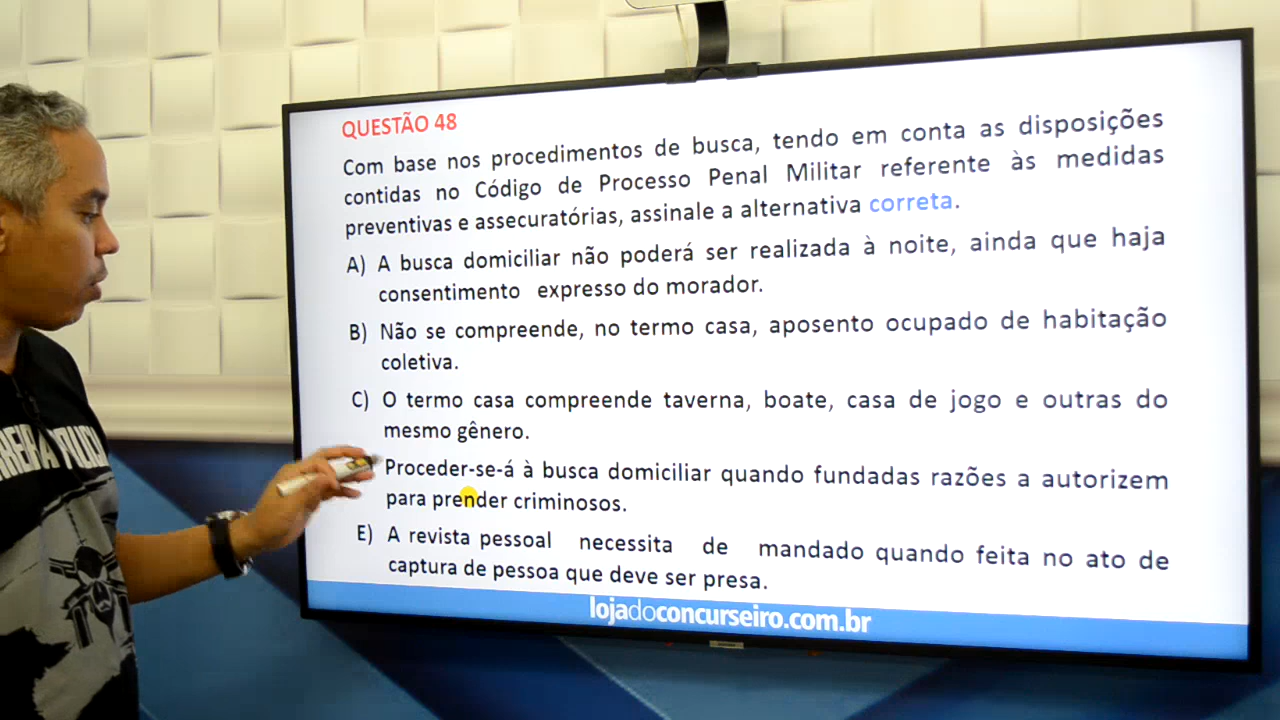 QUESTÃO 48
Com base nos procedimentos de busca, tendo em conta as disposições
contidas no Código de Processo Penal Militar referente às medidas
preventivas e assecuratórias, assinale a alternativa correta.
A) A busca domiciliar não poderá ser realizada à noite, ainda que haja
consentimento expresso do morador.
B) Não se compreende, no termo casa, aposento ocupado de habitação
coletiva.
C) O termo casa compreende taverna, boate, casa de jogo e outras do
mesmo gênero.
Proceder-se-á à busca domiciliar quando fundadas razões a autorizem
para prender criminosos.
E) A revista pessoal necessita de mandado quando feita no ato de
captura de pessoa que deve ser presa.
lojadoconcurseiro.com.br